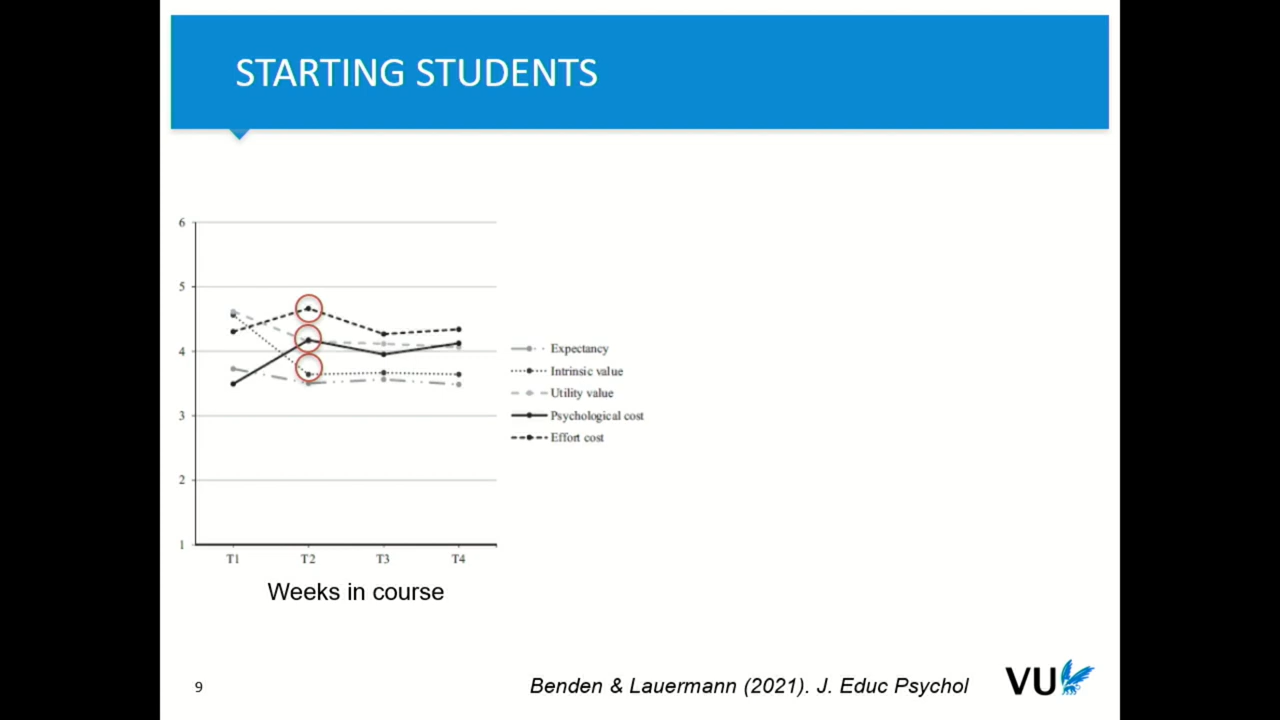 STARTING STUDENTS
6
5
4
3
2
1
T1 T2 T3 T4
Expectancy
Intrinsic value
Utility value
Psychological cost
Effort cost
Weeks in course
9
Benden & Lauermann (2021). J. Educ Psychol
VU